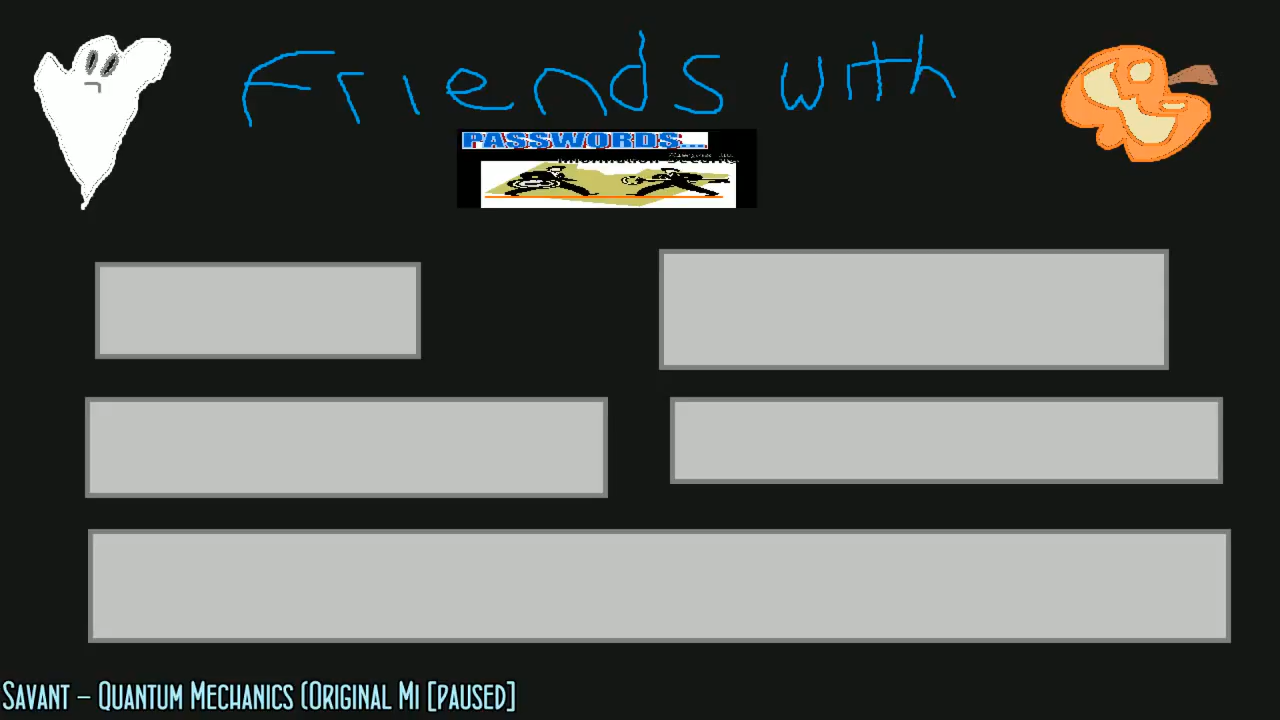 Friends with
PASSWORDS...
SAVANT – QUANTUM MECHANICS (ORIGINAL MI [PAUSED]